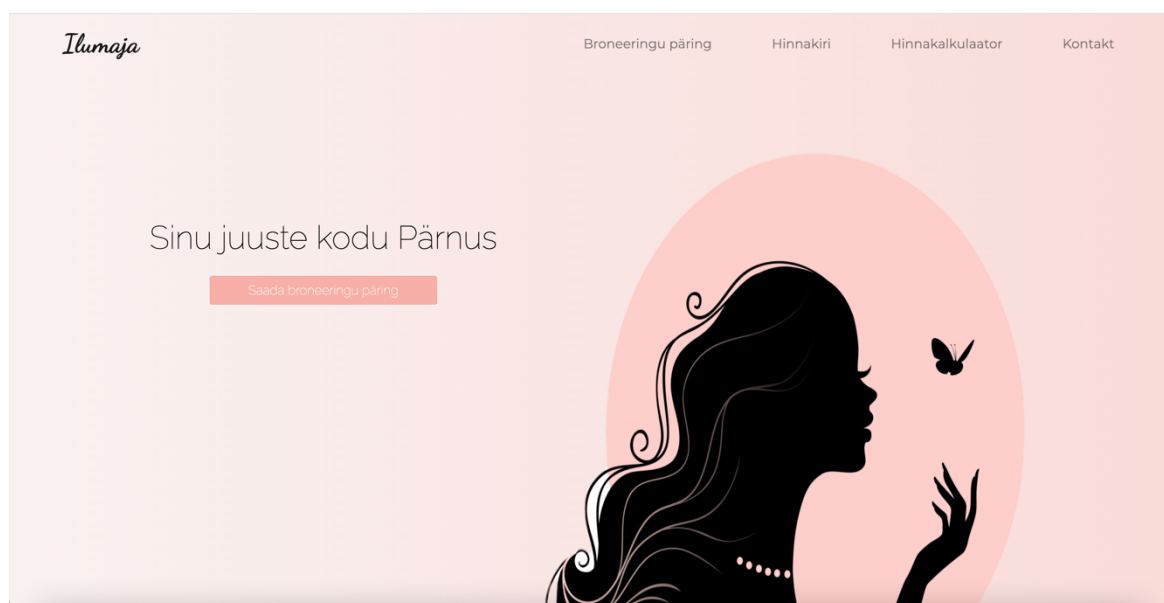 Ilumaja
Broneeringu päring
Hinnakiri
Hinnakalkulaator
Kontakt
Sinu juuste kodu Pärnus
Saada broneeringu päring